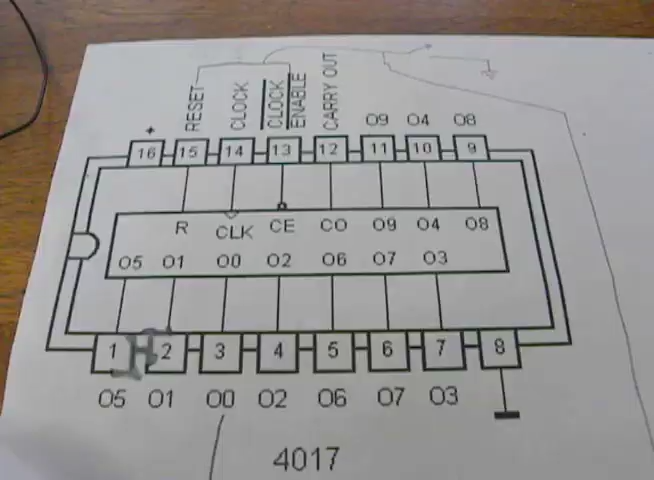 RESET CLOCK CLOCK ENABLE CARRY OUT O9 O4 O8
+
16 15 14 13 12 11 10 9
R CLK CE CO O9 O4 O8
O5 O1 O0 O2 O6 O7 O3
1 2 3 4 5 6 7 8
O5 O1 O0 O2 O6 O7 O3
4017